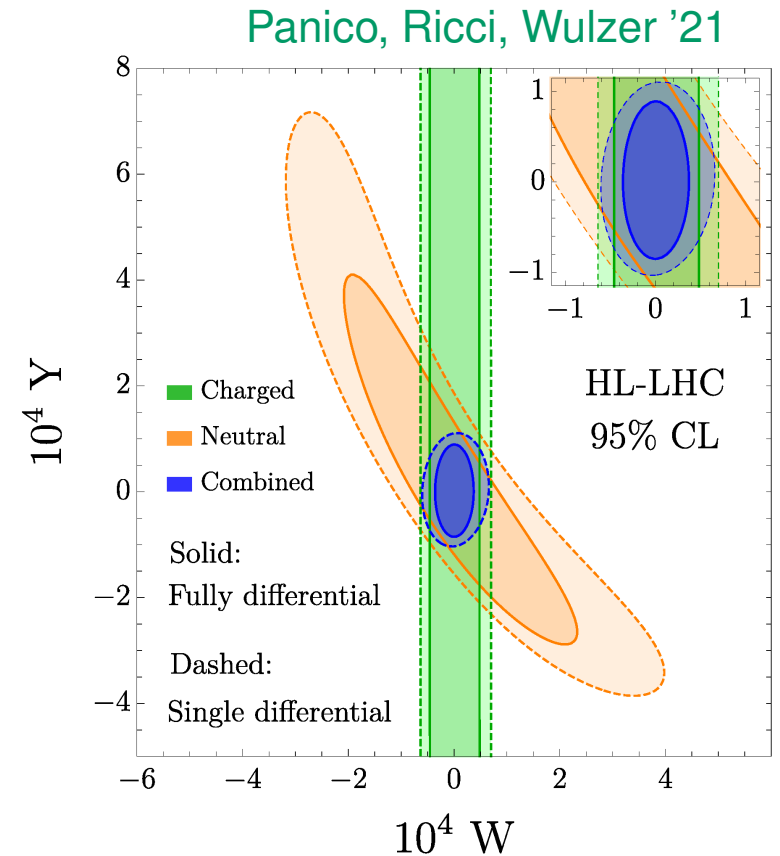 Panico, Ricci, Wulzer ’21
8
6
4
2
0
−2
−4
10⁴ Y
1
0
−1
−1 0 1
HL-LHC
95% CL
Charged
Neutral
Combined
Solid:
Fully differential
Dashed:
Single differential
−6 −4 −2 0 2 4
10⁴ W